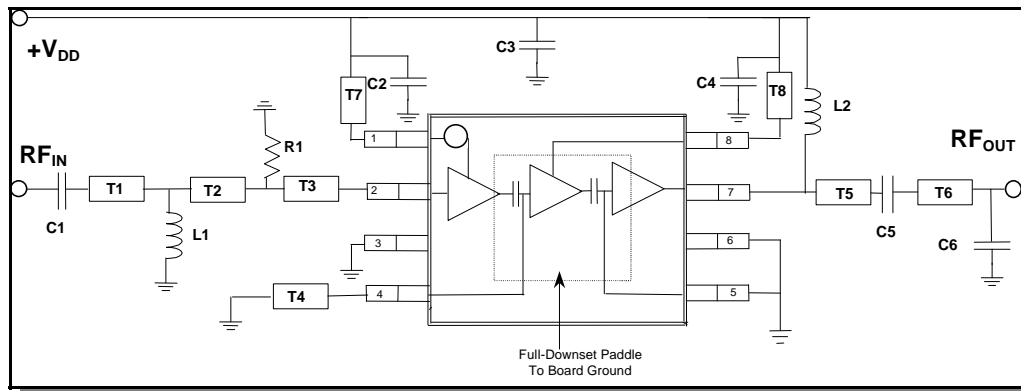 +VDD
C3
C2
C4
T7
T8
L2
R1
1
8
RFIN
RFOUT
T1
T2
T3
2
7
T5
T6
C1
C5
L1
3
6
C6
T4
4
5
Full-Downset Paddle
To Board Ground